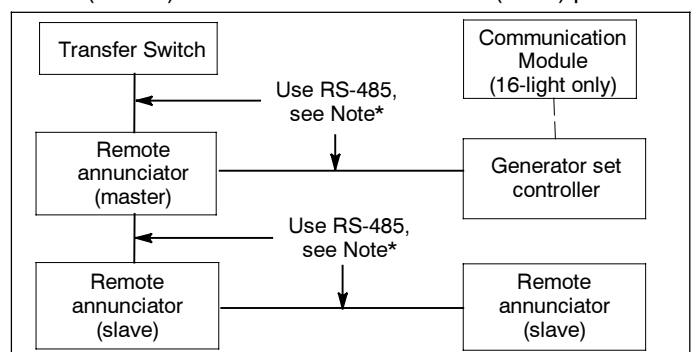 Transfer Switch
Communication
Module
(16-light only)
Use RS-485,
see Note*
Remote
annunciator
(master)
Generator set
controller
Use RS-485,
see Note*
Remote
annunciator
(slave)
Remote
annunciator
(slave)